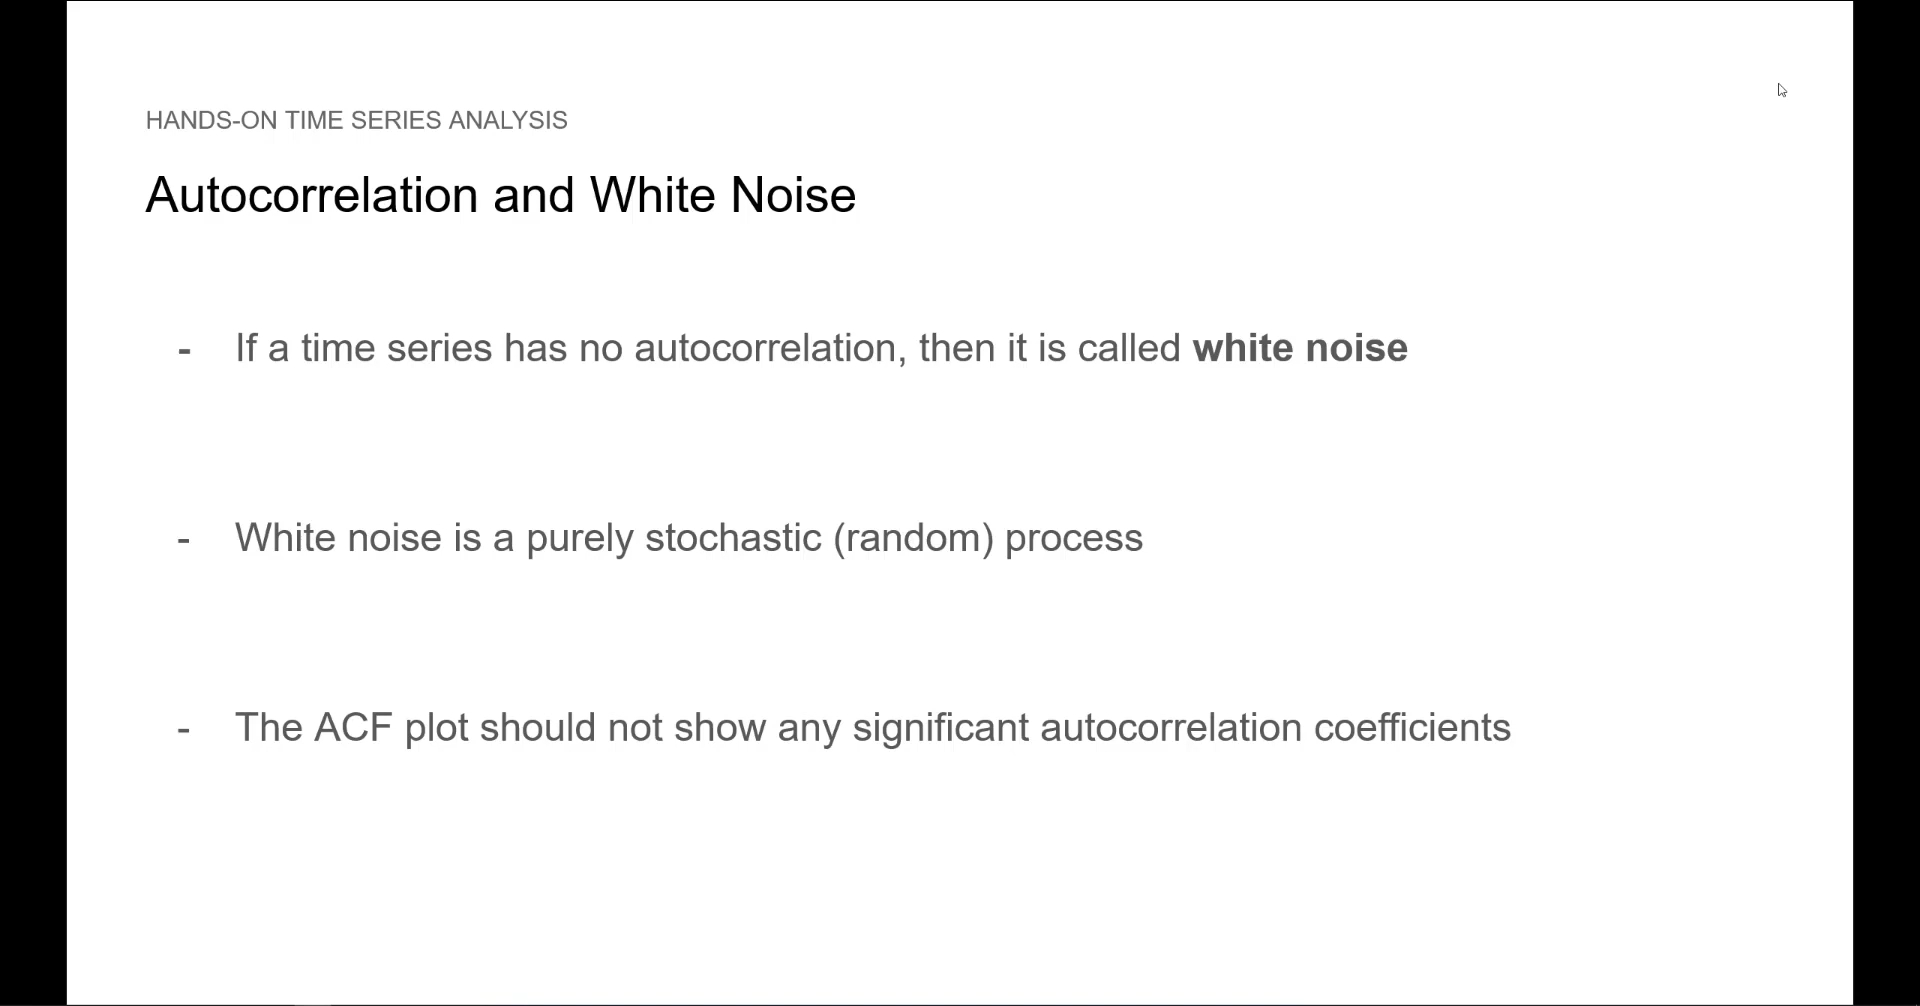 HANDS-ON TIME SERIES ANALYSIS
Autocorrelation and White Noise
- If a time series has no autocorrelation, then it is called white noise
- White noise is a purely stochastic (random) process
- The ACF plot should not show any significant autocorrelation coefficients